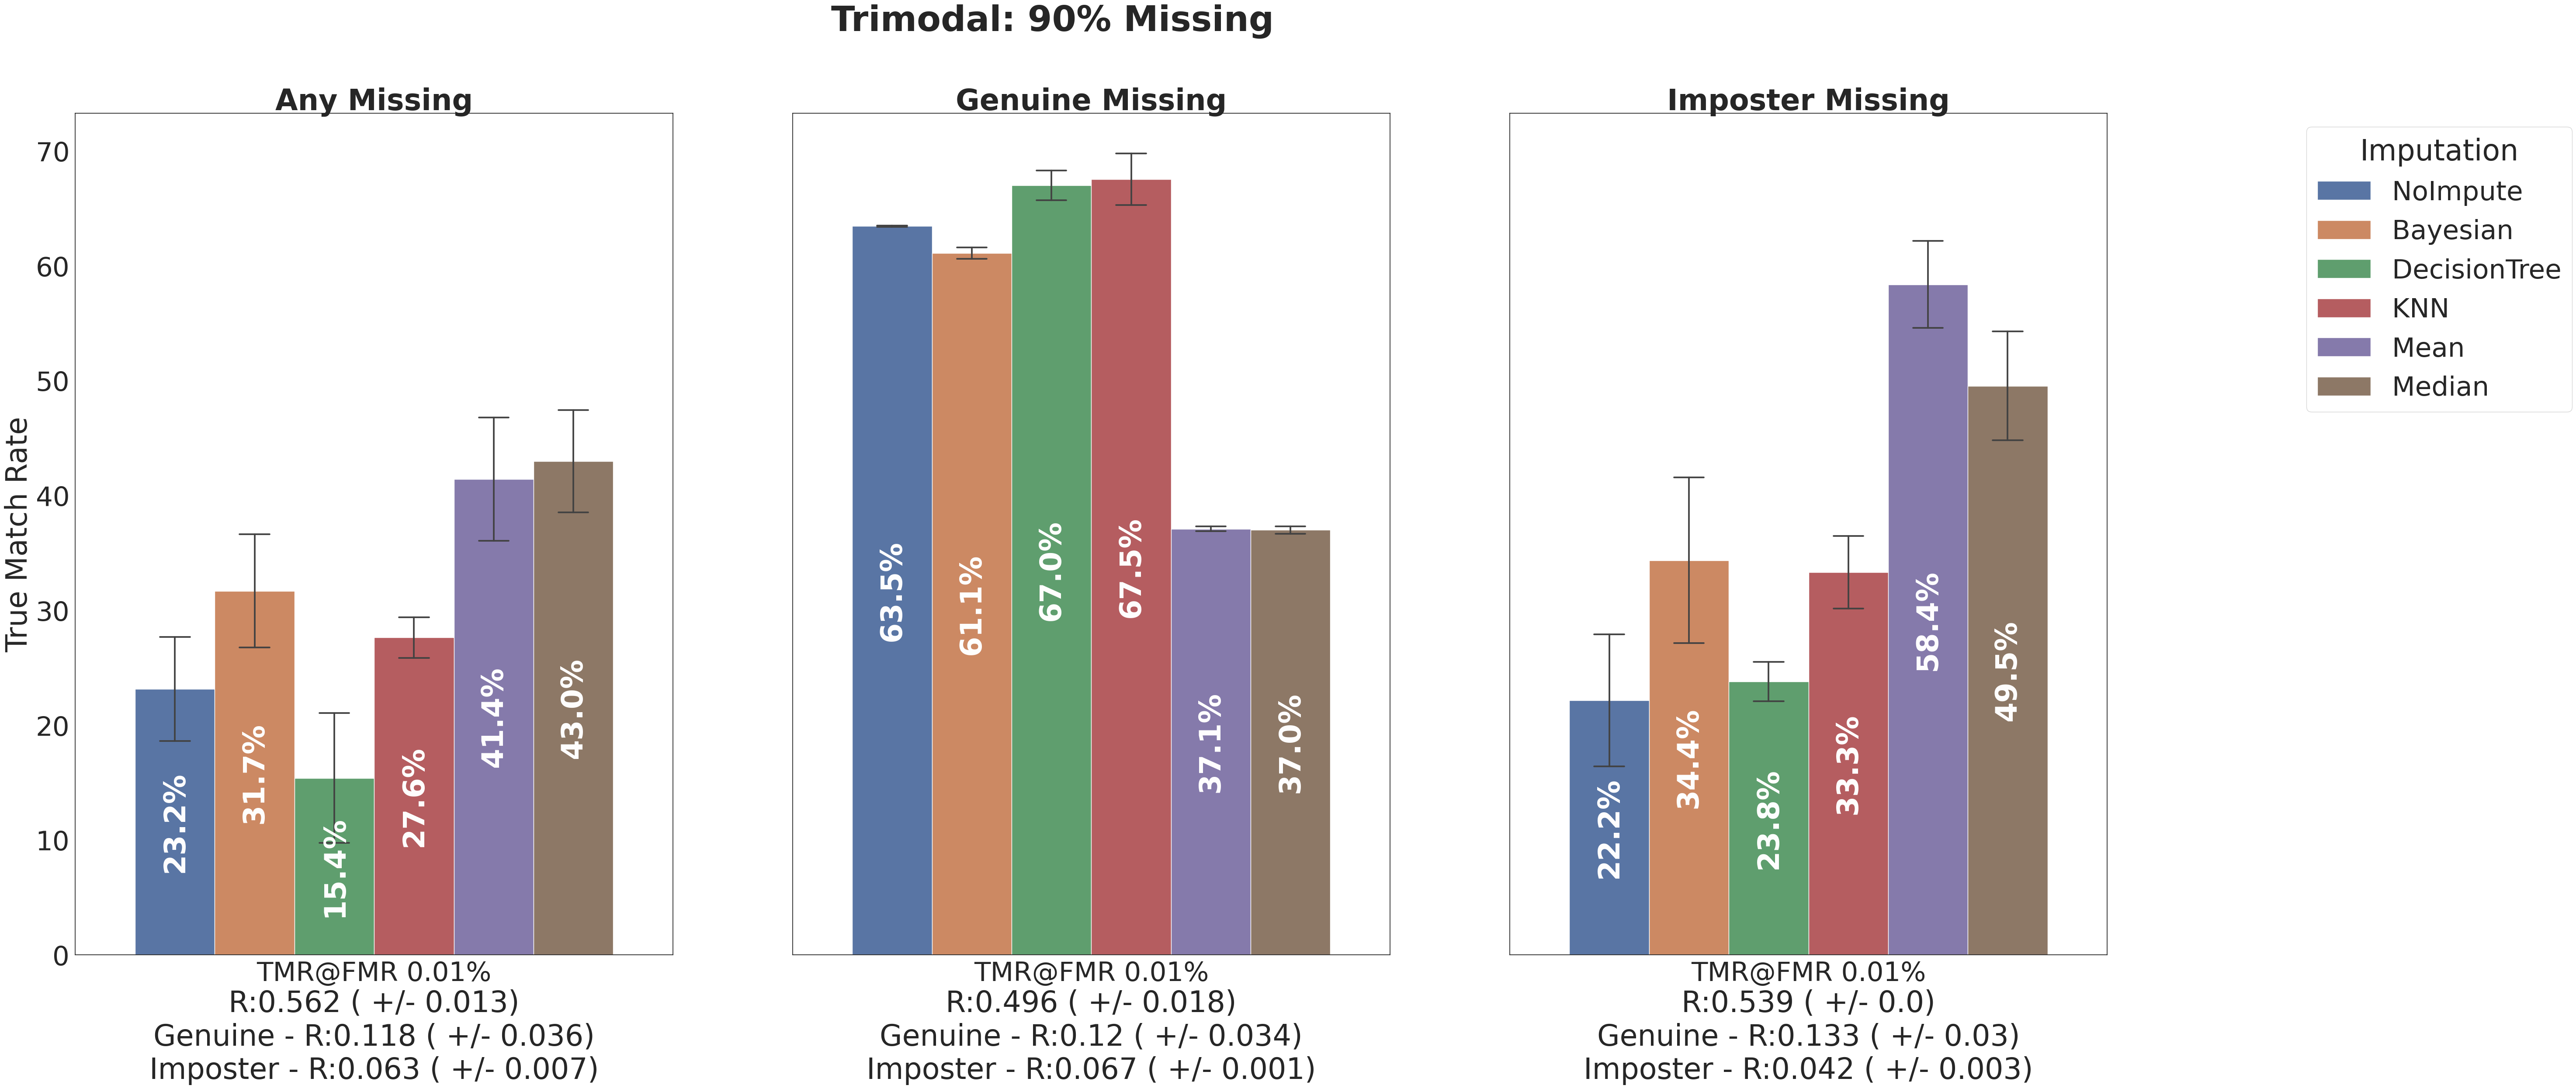 Trimodal: 90% Missing
Any Missing
Genuine Missing
Imposter Missing
True Match Rate
70
60
50
40
30
20
10
0
23.2%
31.7%
15.4%
27.6%
41.4%
43.0%
63.5%
61.1%
67.0%
67.5%
37.1%
37.0%
22.2%
34.4%
23.8%
33.3%
58.4%
49.5%
TMR@FMR 0.01%
R:0.562 ( +/- 0.013)
Genuine - R:0.118 ( +/- 0.036)
Imposter - R:0.063 ( +/- 0.007)
TMR@FMR 0.01%
R:0.496 ( +/- 0.018)
Genuine - R:0.12 ( +/- 0.034)
Imposter - R:0.067 ( +/- 0.001)
TMR@FMR 0.01%
R:0.539 ( +/- 0.0)
Genuine - R:0.133 ( +/- 0.03)
Imposter - R:0.042 ( +/- 0.003)
Imputation
NoImpute
Bayesian
DecisionTree
KNN
Mean
Median